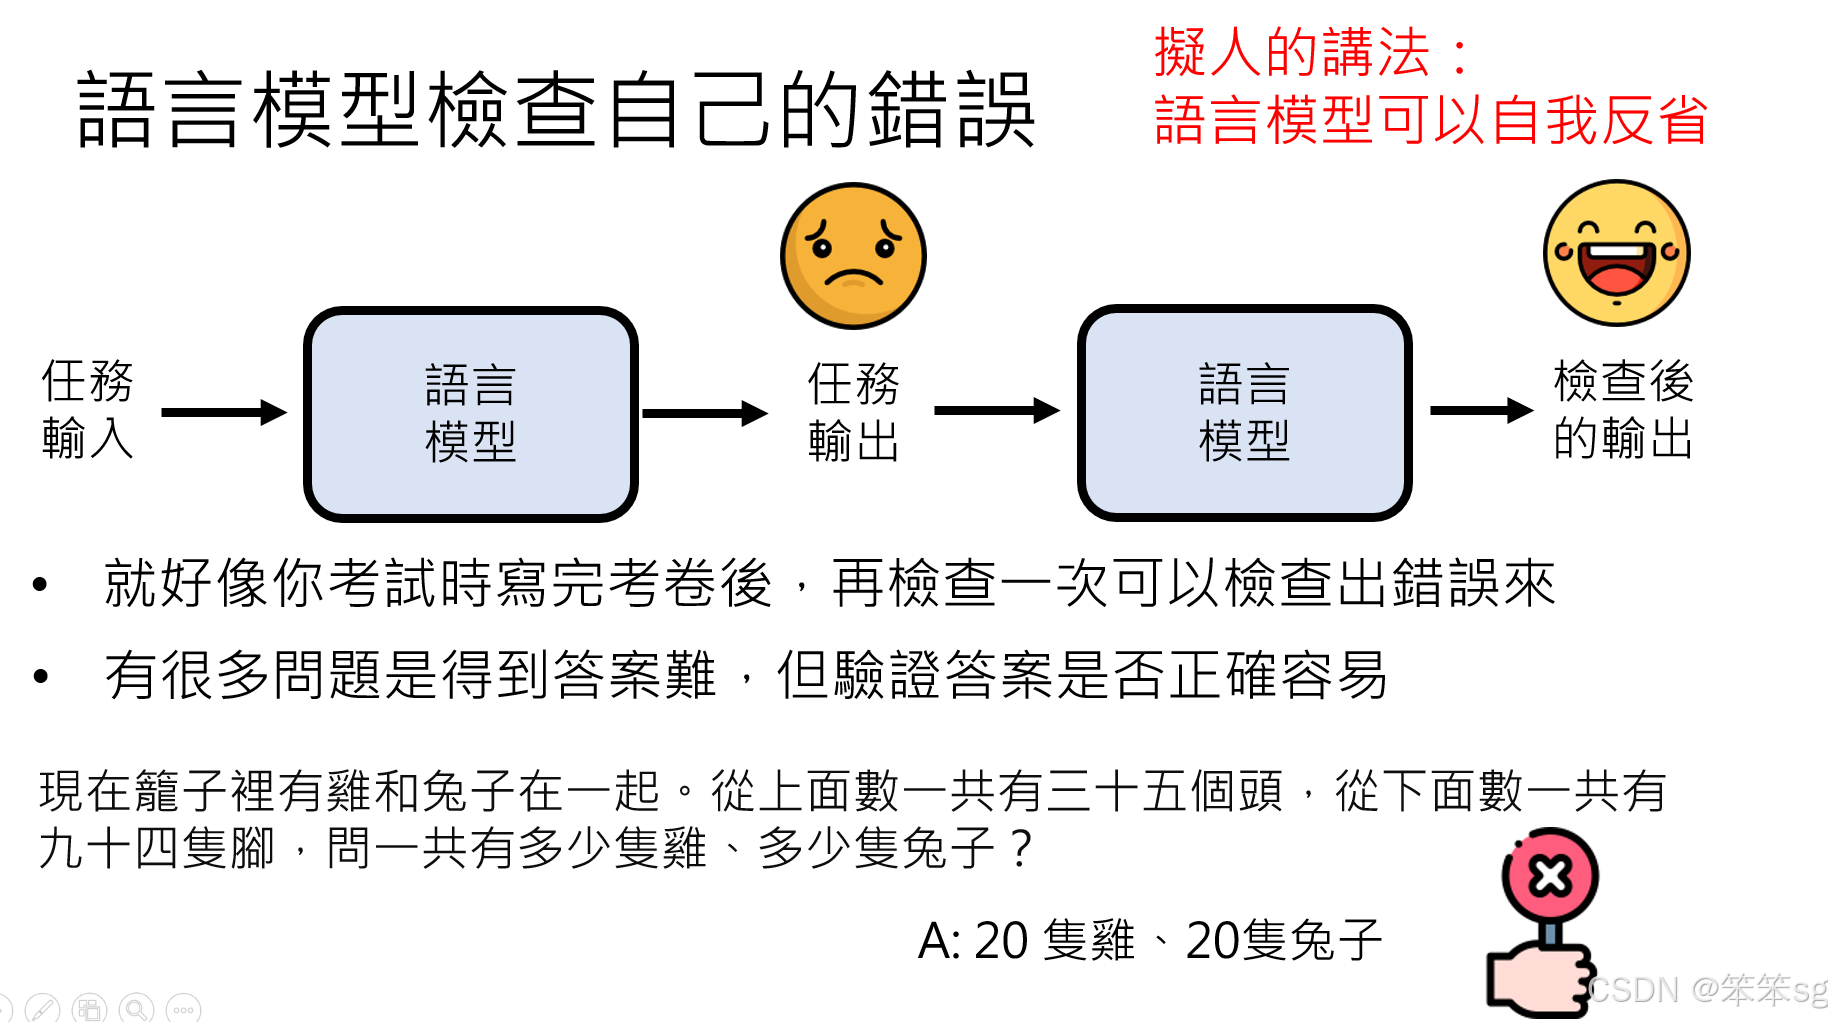 語言模型檢查自己的錯誤
擬人的講法：
語言模型可以自我反省
任務
輸入
語言
模型
任務
輸出
語言
模型
檢查後
的輸出
• 就好像你考試時寫完考卷後，再檢查一次可以檢查出錯誤來
• 有很多問題是得到答案難，但驗證答案是否正確容易
現在籠子裡有雞和兔子在一起。從上面數一共有三十五個頭，從下面數一共有
九十四隻腳，問一共有多少隻雞、多少隻兔子？
A: 20 隻雞、20隻兔子
CSDN @笨笨sg